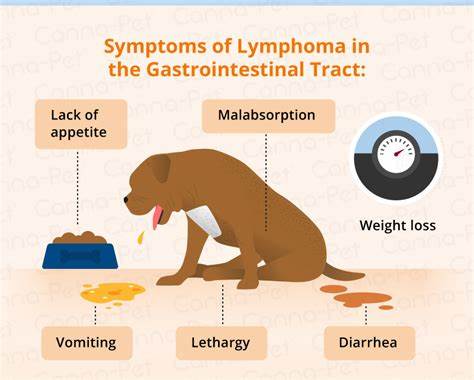 Symptoms of Lymphoma in
the Gastrointestinal Tract:
Lack of
appetite
Malabsorption
Weight loss
Vomiting
Lethargy
Diarrhea
Canna-Pet